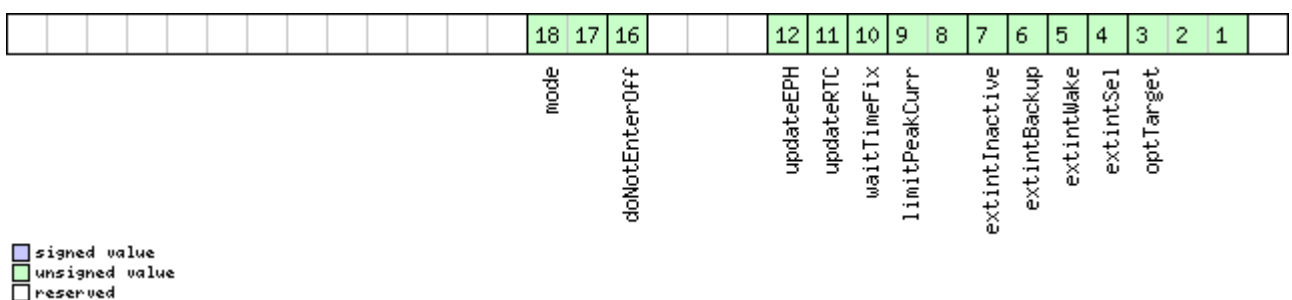 18 17 16 12 11 10 9 8 7 6 5 4 3 2 1
mode
doNotEnterOff
updateEPH
updateRTC
waitTimeFix
limitPeakCurr
extintInactive
extintBackup
extintWake
extintSel
optTarget
signed value
unsigned value
reserved